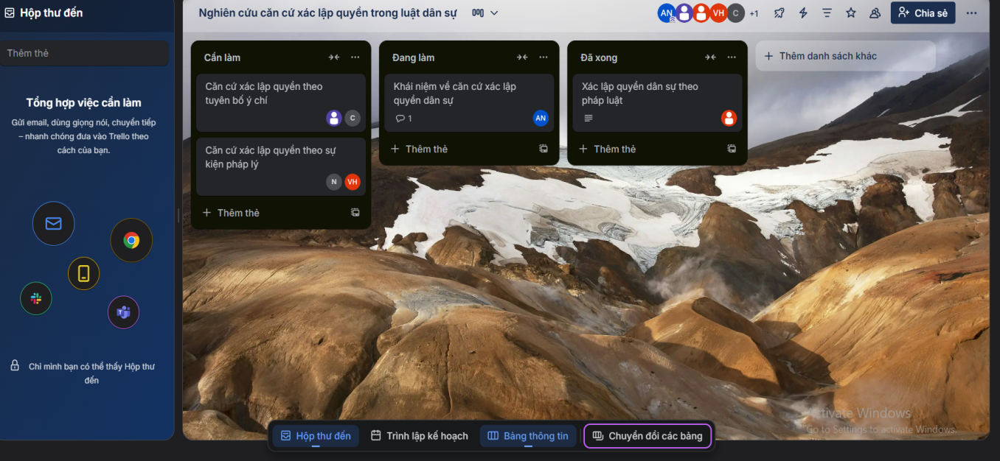 Hộp thư đến
Thêm thẻ
Tổng hợp việc cần làm
Gửi email, dùng giọng nói, chuyển tiếp
– nhanh chóng đưa vào Trello theo
cách của bạn.
Chỉ mình bạn có thể thấy Hộp thư
đến
Nghiên cứu căn cứ xác lập quyền trong luật dân sự
AN
VH
C
+1
Chia sẻ
Cần làm
Căn cứ xác lập quyền theo
tuyên bố ý chí
C
Căn cứ xác lập quyền theo sự
kiện pháp lý
N
VH
Thêm thẻ
Đang làm
Khái niệm về căn cứ xác lập
quyền dân sự
1
AN
Thêm thẻ
Đã xong
Xác lập quyền dân sự theo
pháp luật
Thêm thẻ
Thêm danh sách khác
Activate Windows
Go to Settings to activate Windows.
Hộp thư đến
Trình lập kế hoạch
Bảng thông tin
Chuyển đổi các bảng